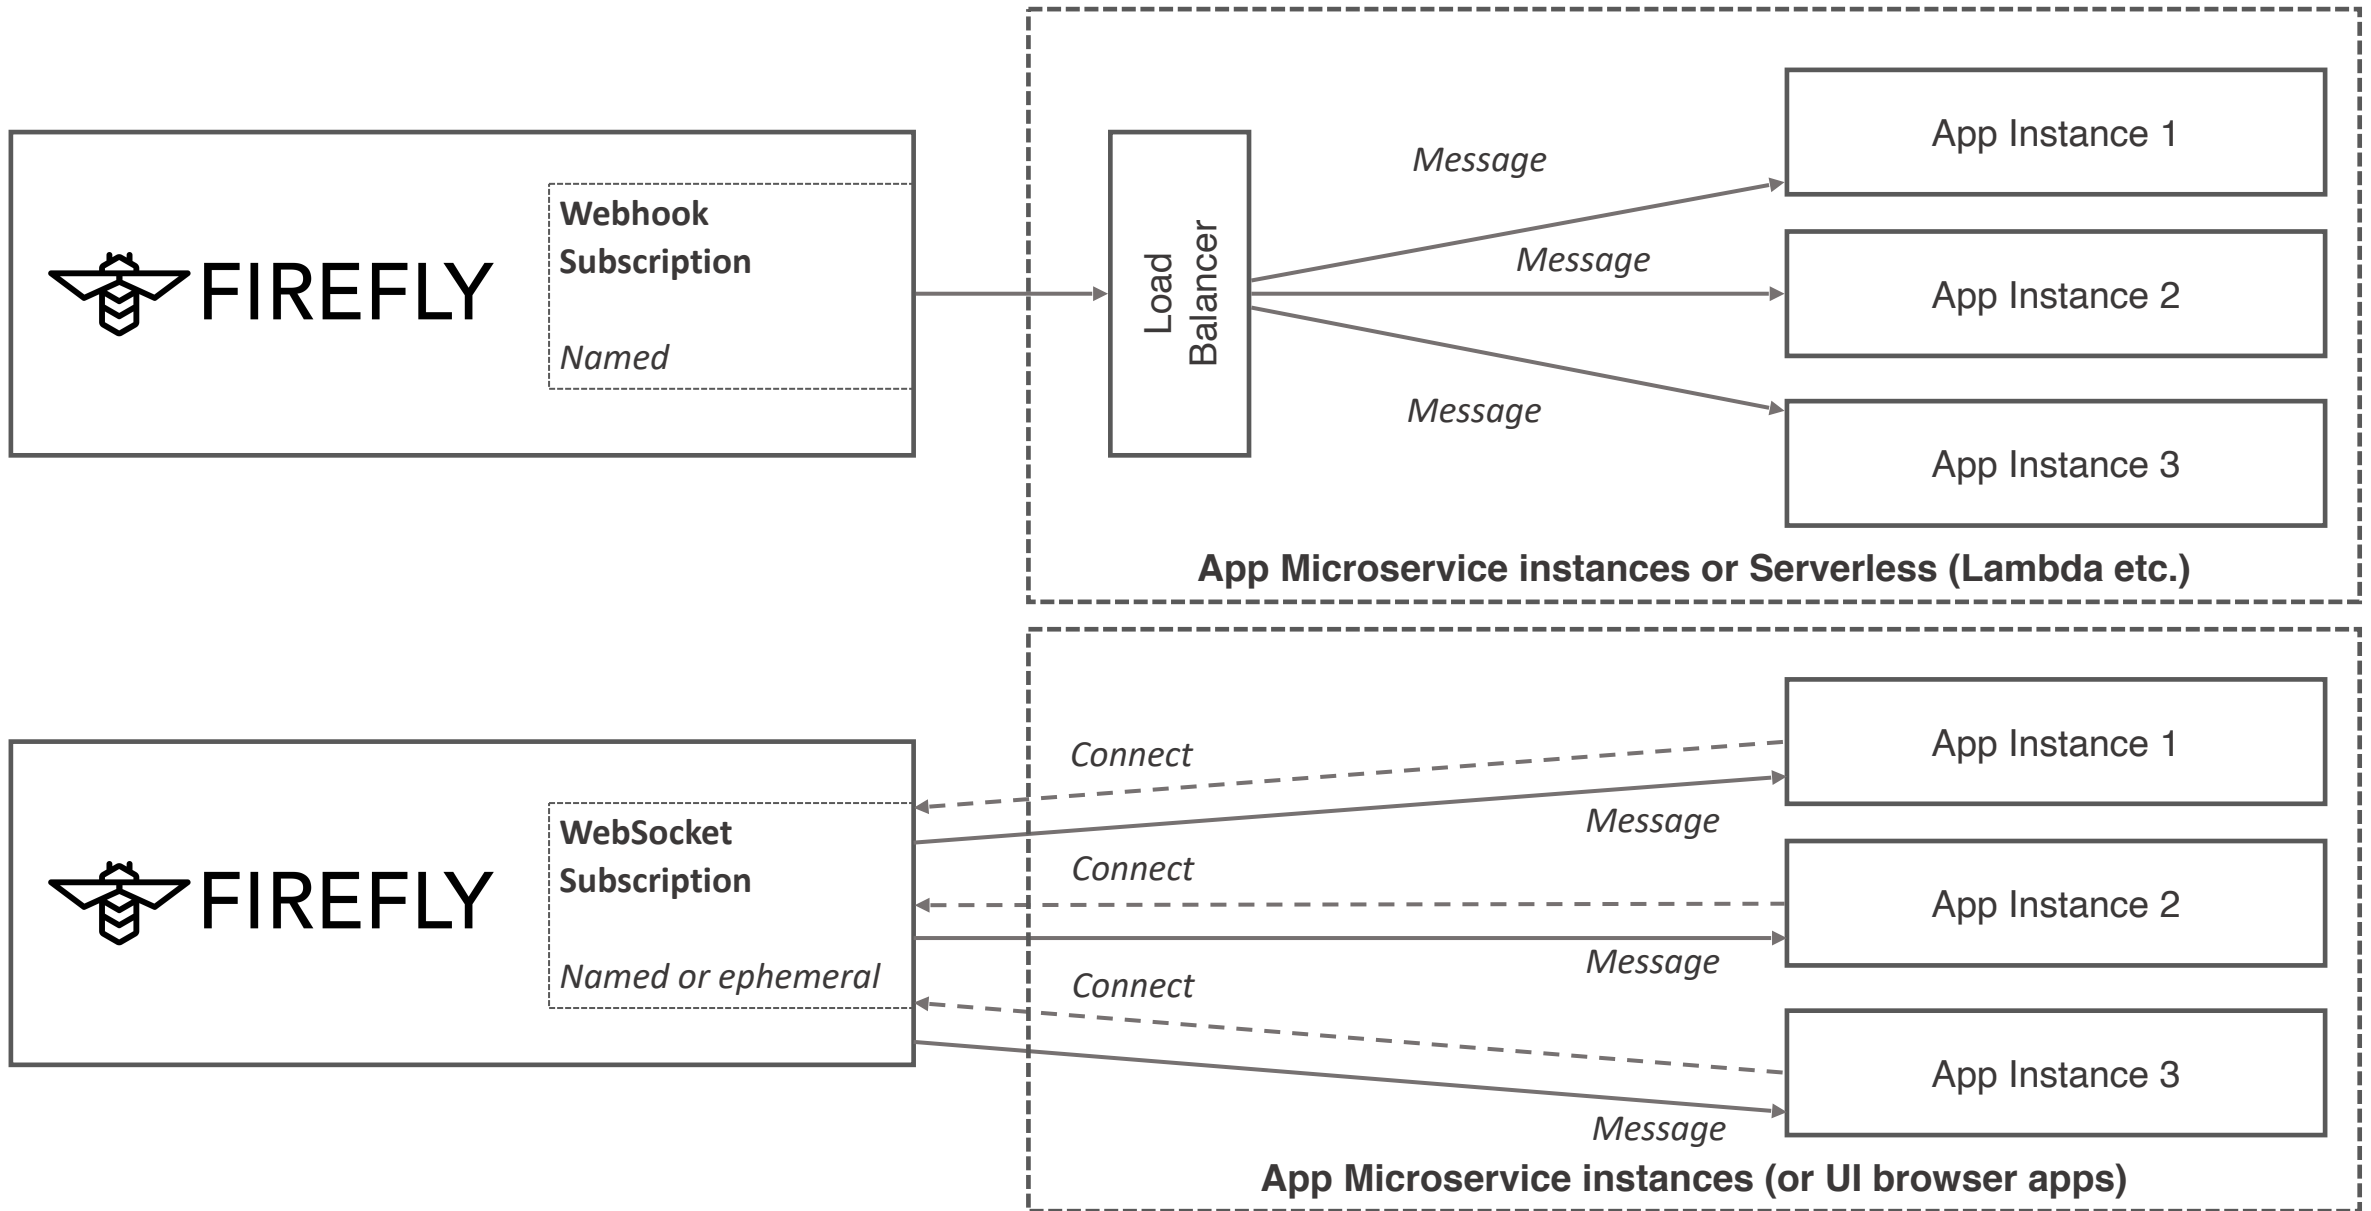 FIREFLY
Webhook
Subscription
Named
Load
Balancer
Message
Message
Message
App Instance 1
App Instance 2
App Instance 3
App Microservice instances or Serverless (Lambda etc.)
FIREFLY
WebSocket
Subscription
Named or ephemeral
Connect
Message
Connect
Message
Connect
Message
App Instance 1
App Instance 2
App Instance 3
App Microservice instances (or UI browser apps)